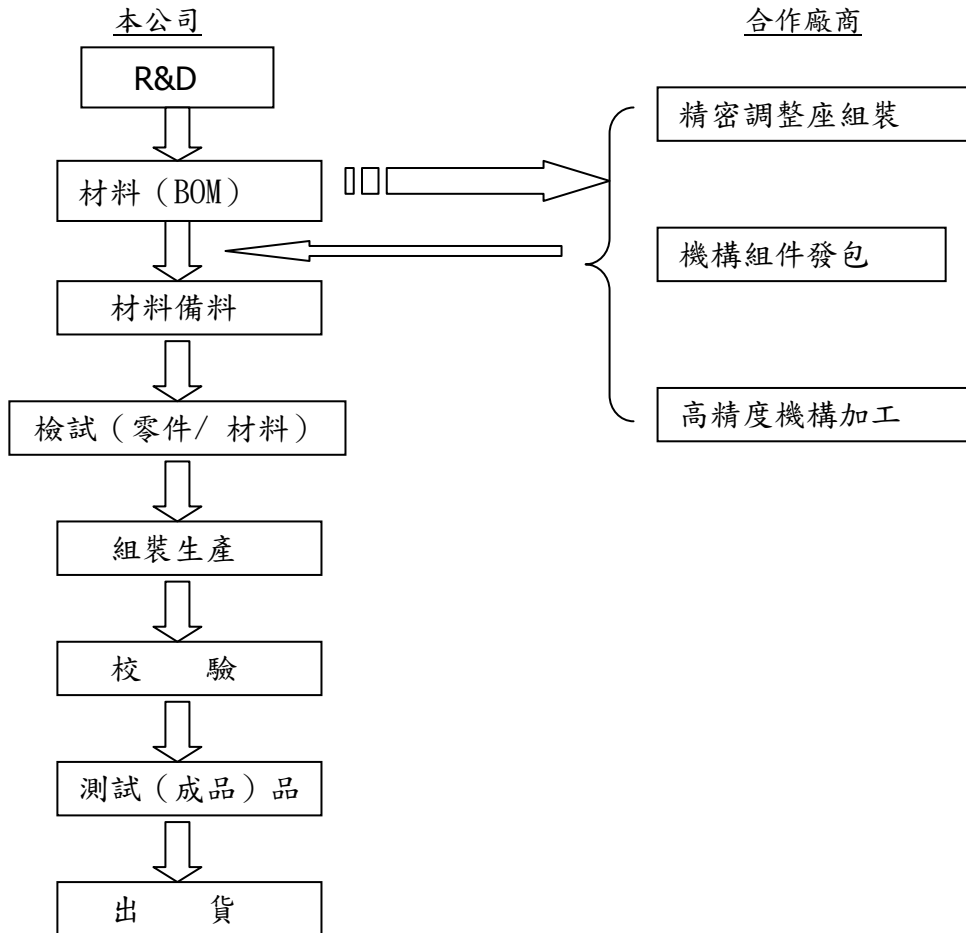 本公司
合作廠商
R&D
精密調整座組裝
材料（BOM）
機構組件發包
材料備料
高精度機構加工
檢試（零件/ 材料）
組裝生產
校　　驗
測試（成品）品
出　　貨